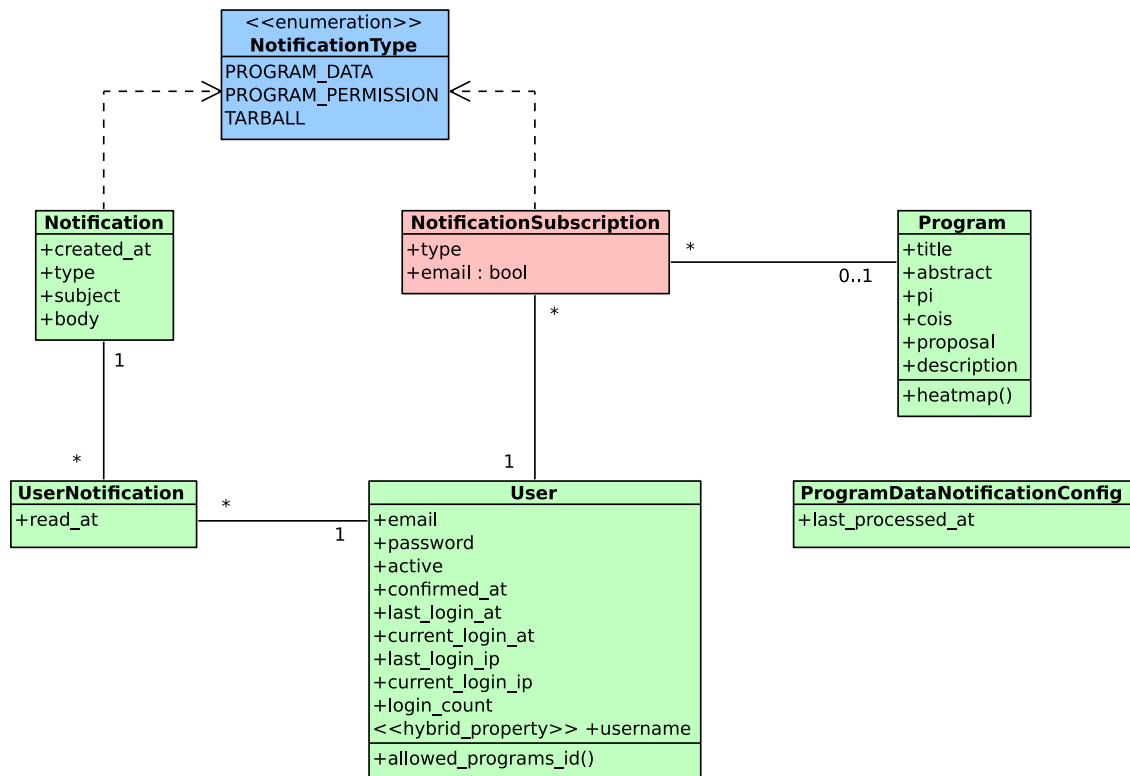 <<enumeration>>
NotificationType
PROGRAM_DATA
PROGRAM_PERMISSION
TARBALL
Notification
+created_at
+type
+subject
+body
NotificationSubscription
+type
+email : bool
Program
+title
+abstract
+pi
+cois
+proposal
+description
+heatmap()
*
0..1
*
1
1
*
UserNotification
+read_at
*
1
User
+email
+password
+active
+confirmed_at
+last_login_at
+current_login_at
+last_login_ip
+current_login_ip
+login_count
<<hybrid_property>> +username
+allowed_programs_id()
ProgramDataNotificationConfig
+last_processed_at